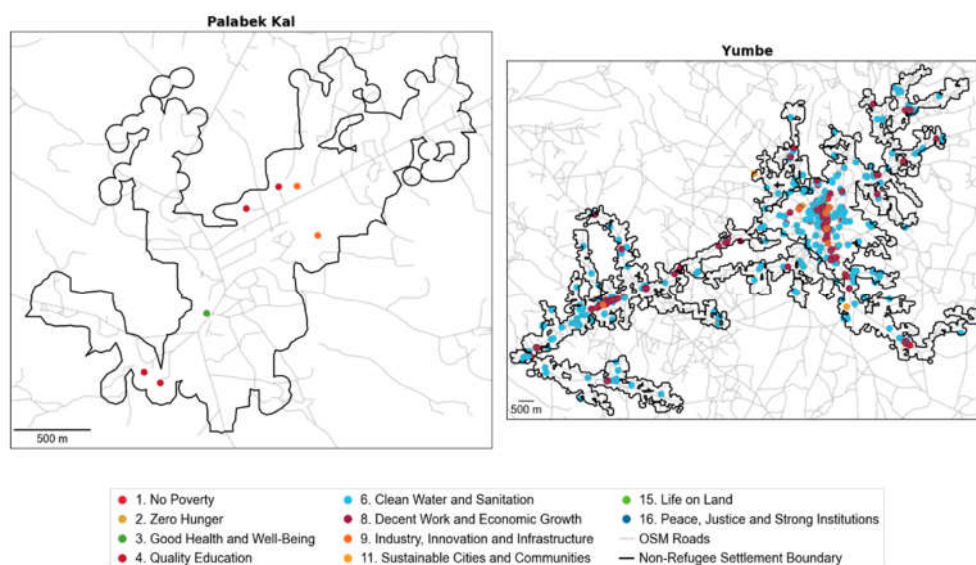 Palabek Kal
Yumbe
500 m
500 m
1. No Poverty
2. Zero Hunger
3. Good Health and Well-Being
4. Quality Education
6. Clean Water and Sanitation
8. Decent Work and Economic Growth
9. Industry, Innovation and Infrastructure
11. Sustainable Cities and Communities
15. Life on Land
16. Peace, Justice and Strong Institutions
OSM Roads
Non-Refugee Settlement Boundary